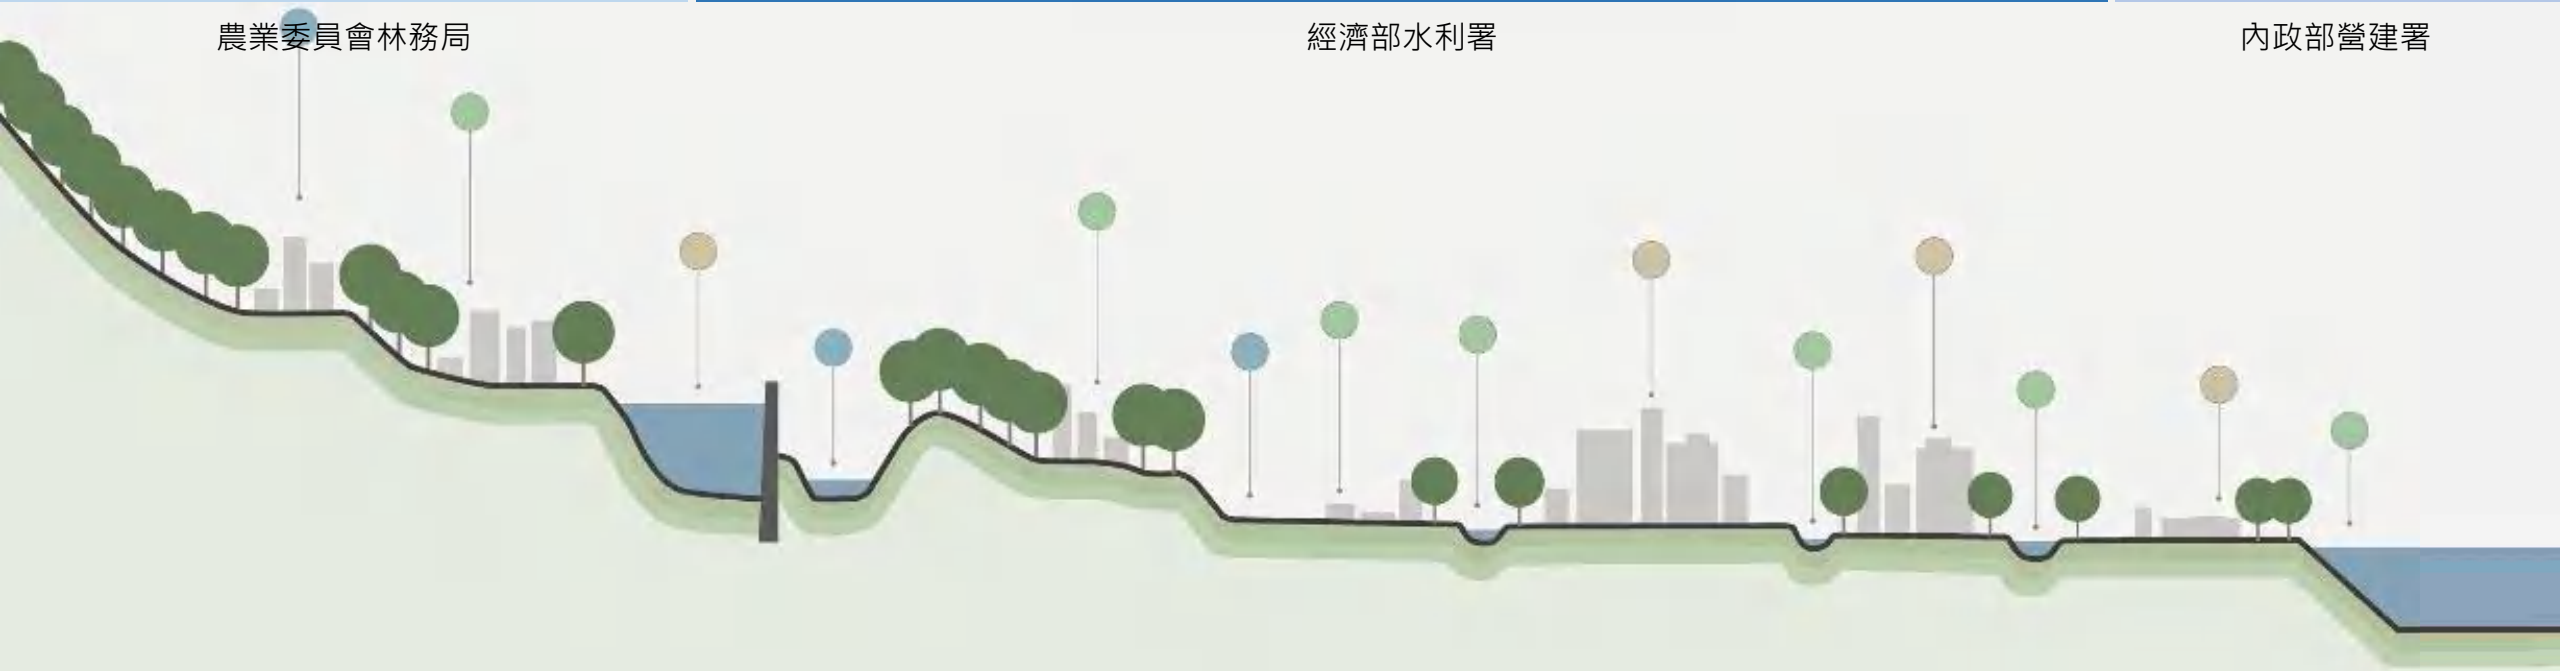 農業委員會林務局
經濟部水利署
內政部營建署